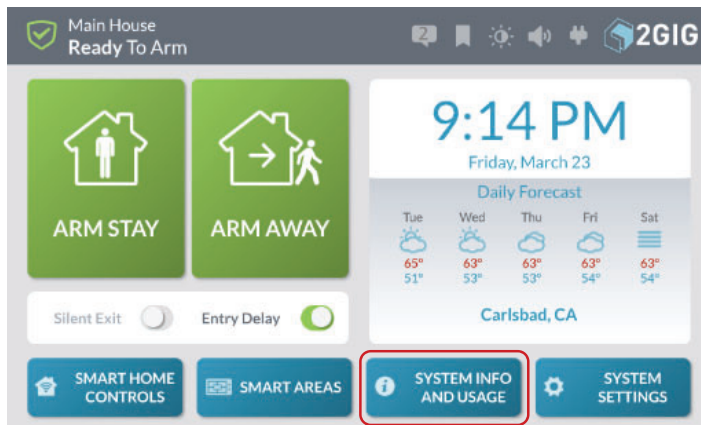 Main House
Ready To Arm
2
2GIG
ARM STAY
ARM AWAY
Silent Exit
Entry Delay
9:14 PM
Friday, March 23
Daily Forecast
Tue Wed Thu Fri Sat
65° 63° 63° 63° 63°
51° 53° 53° 54° 54°
Carlsbad, CA
SMART HOME
CONTROLS
SMART AREAS
SYSTEM INFO
AND USAGE
SYSTEM
SETTINGS